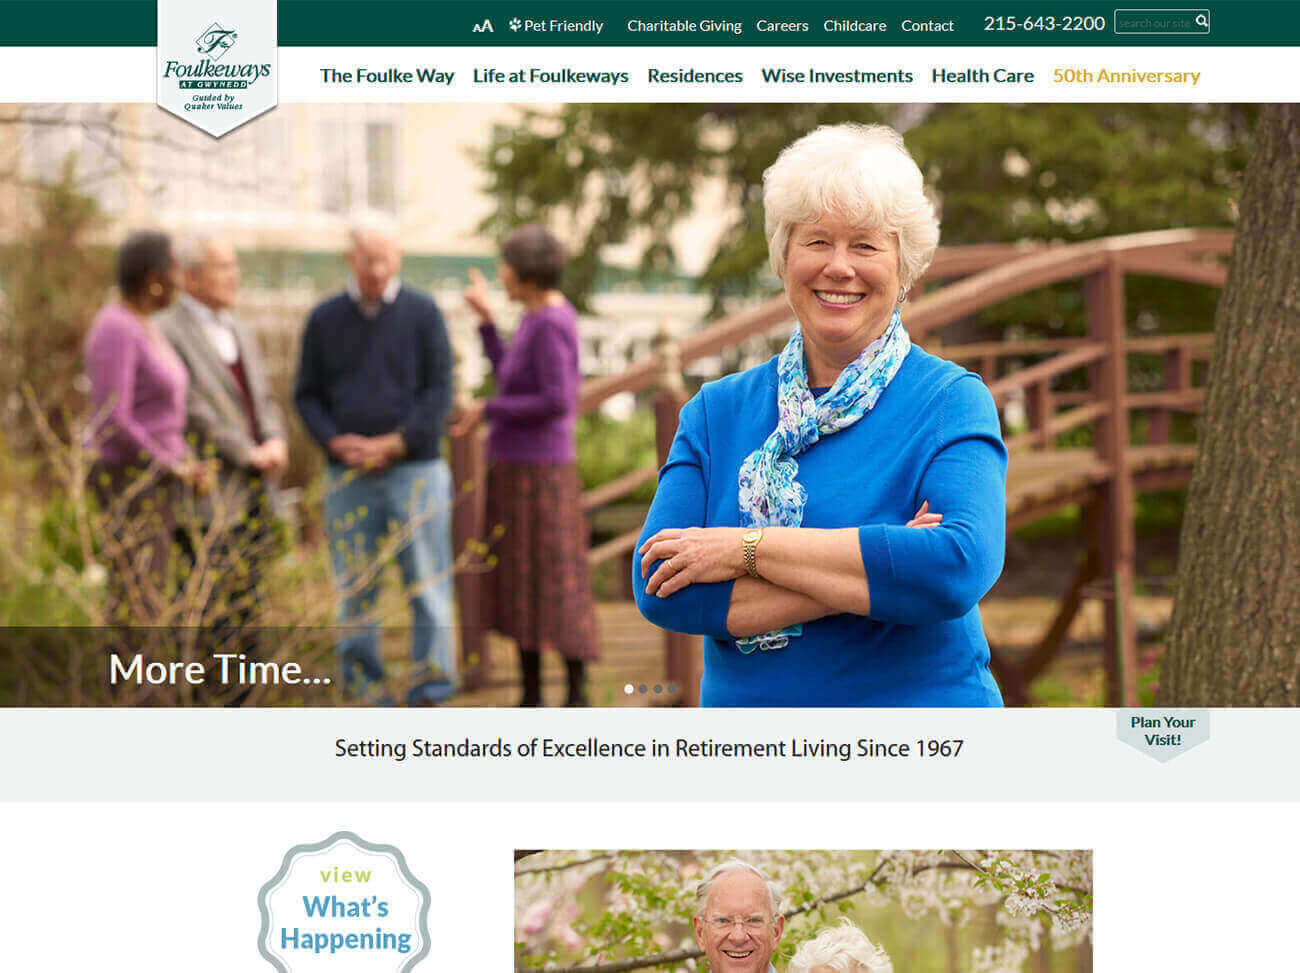 AA Pet Friendly Charitable Giving Careers Childcare Contact 215-643-2200 search our site
Foulkeways
AT GWYNEDD
Guided by
Quaker Values
The Foulke Way Life at Foulkeways Residences Wise Investments Health Care 50th Anniversary
More Time...
Setting Standards of Excellence in Retirement Living Since 1967
Plan Your
Visit!
view
What's
Happening